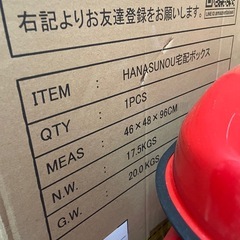 右記よりお友達登録をお願いします。
ITEM : HANASUNOU宅配ボックス
QTY : 1PCS
MEAS : 46×48×96CM
N.W. : 17.5KGS
G.W. : 20.0KGS